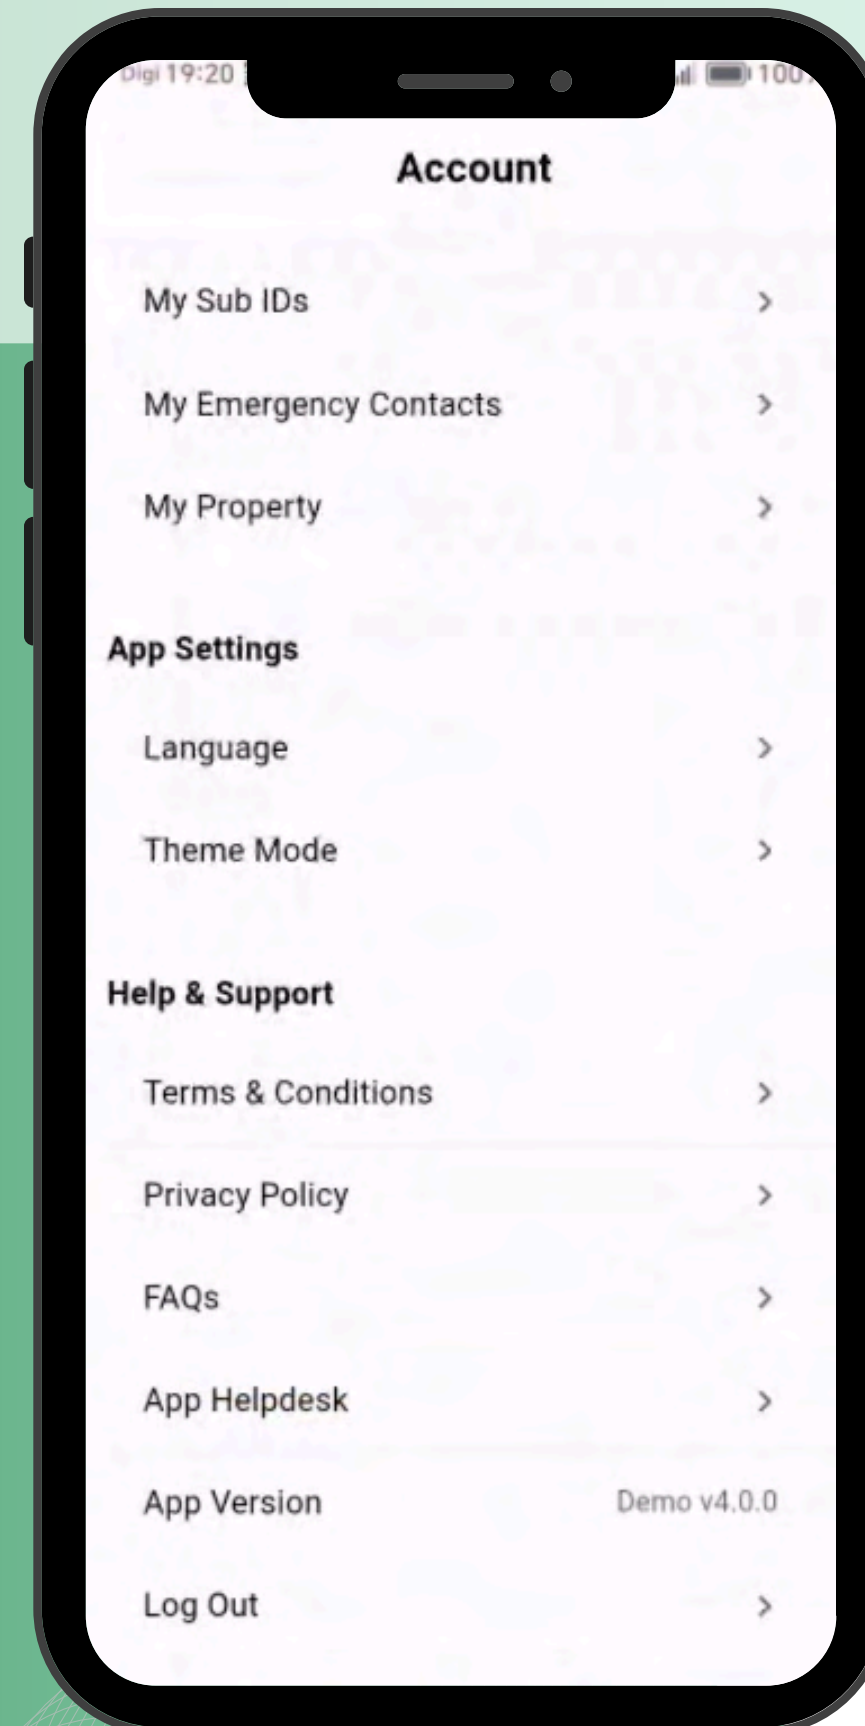 Digi 19:20
100
Account
My Sub IDs
My Emergency Contacts
My Property
App Settings
Language
Theme Mode
Help & Support
Terms & Conditions
Privacy Policy
FAQs
App Helpdesk
App Version Demo v4.0.0
Log Out